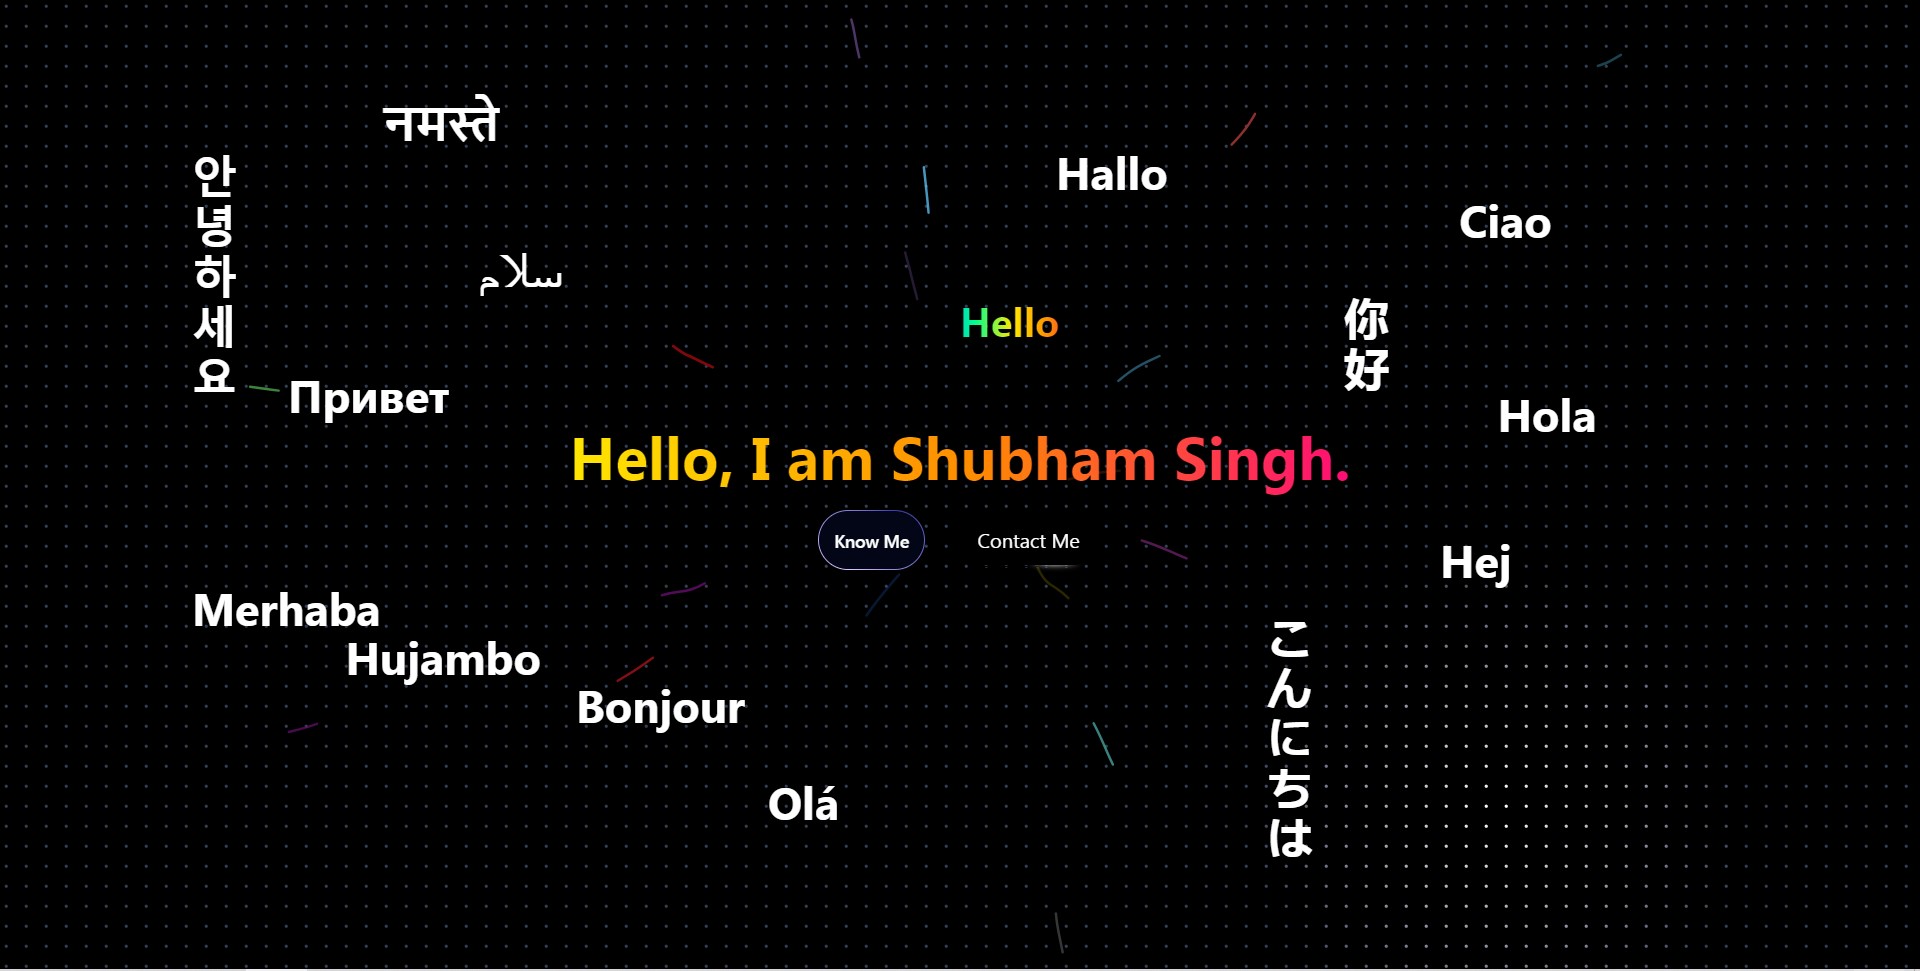 नमस्ते
안녕하세요
Hallo
Ciao
سلام
Hello
你好
Привет
Hola
Hello, I am Shubham Singh.
Know Me
Contact Me
Hej
Merhaba
Hujambo
こんにちは
Bonjour
Olá